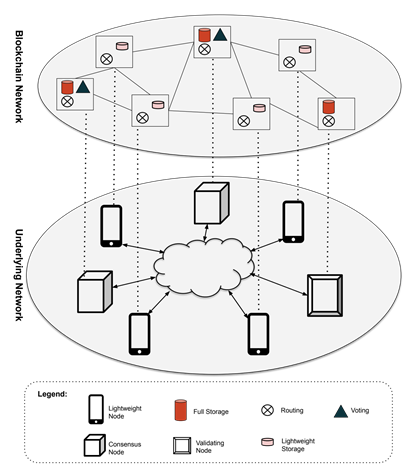 Blockchain Network
Underlying Network
Legend:
Lightweight
Node
Full Storage
Routing
Voting
Consensus
Node
Validating
Node
Lightweight
Storage